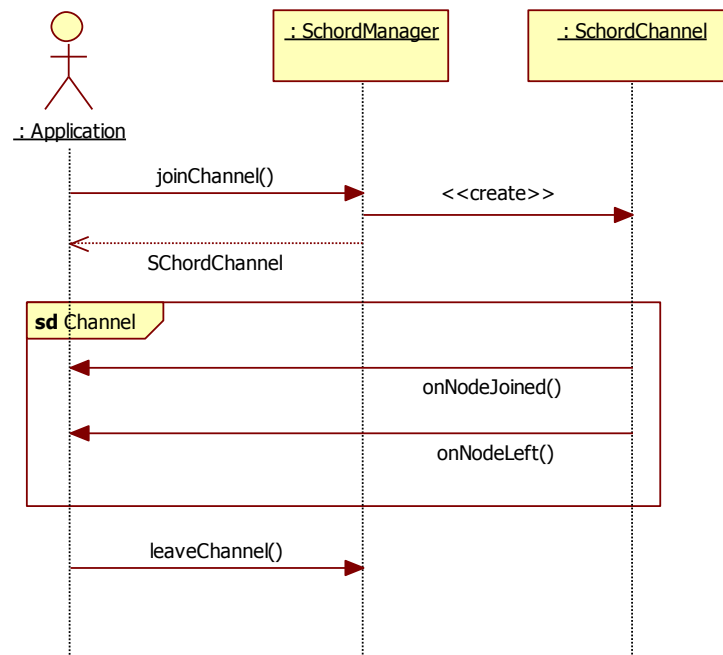 : SchordManager
: SchordChannel
: Application
joinChannel()
<<create>>
SChordChannel
sd Channel
onNodeJoined()
onNodeLeft()
leaveChannel()